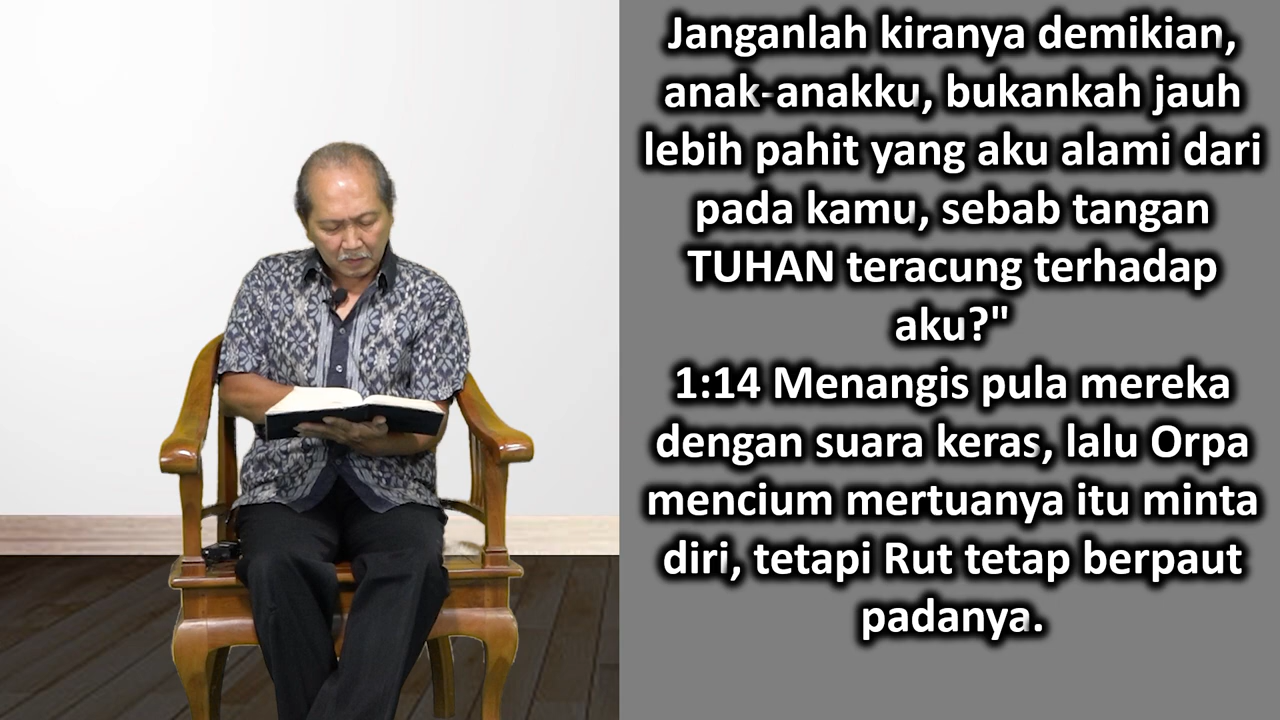 Janganlah kiranya demikian,
anak-anakku, bukankah jauh
lebih pahit yang aku alami dari
pada kamu, sebab tangan
TUHAN teracung terhadap
aku?"
1:14 Menangis pula mereka
dengan suara keras, lalu Orpa
mencium mertuanya itu minta
diri, tetapi Rut tetap berpaut
padanya.